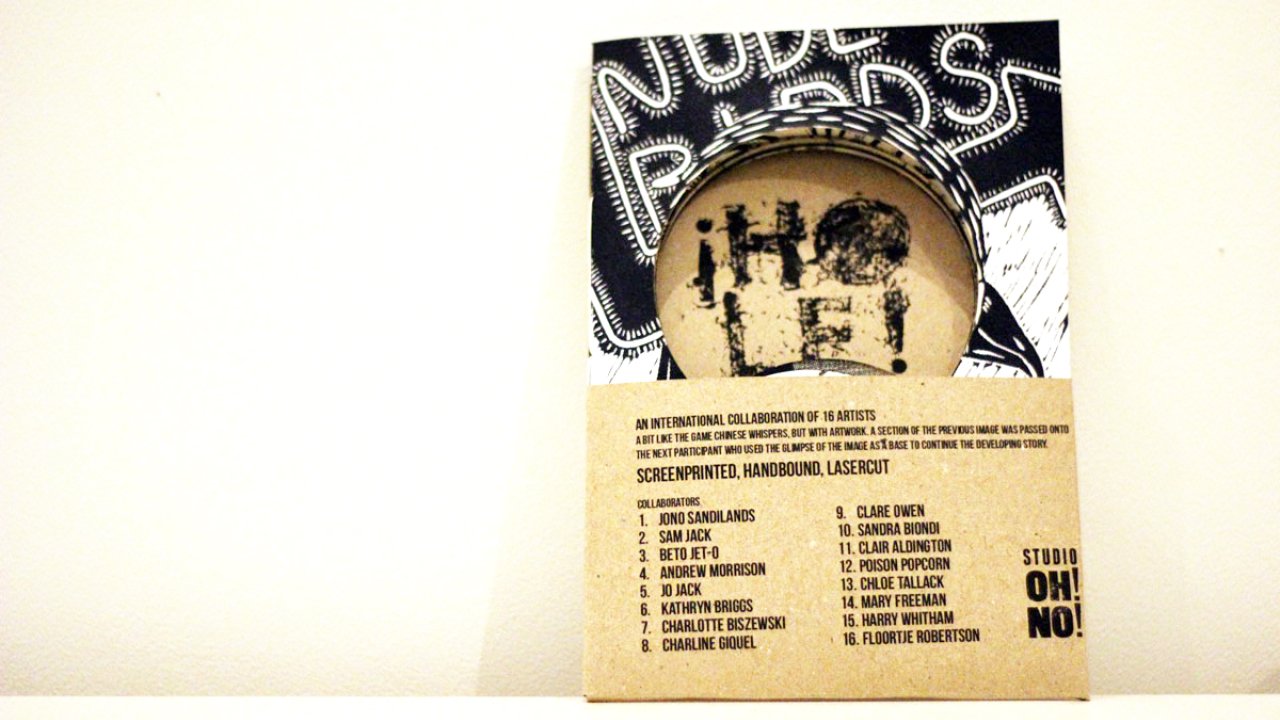 NUDE
BiRDS
¡HO
LE!
AN INTERNATIONAL COLLABORATION OF 16 ARTISTS
A BIT LIKE THE GAME CHINESE WHISPERS, BUT WITH ARTWORK. A SECTION OF THE PREVIOUS IMAGE WAS PASSED ONTO
THE NEXT PARTICIPANT WHO USED THE GLIMPSE OF THE IMAGE AS A BASE TO CONTINUE THE DEVELOPING STORY.
SCREENPRINTED, HANDBOUND, LASERCUT
COLLABORATORS
1. JONO SANDILANDS
2. SAM JACK
3. BETO JET-O
4. ANDREW MORRISON
5. JO JACK
6. KATHRYN BRIGGS
7. CHARLOTTE BISZEWSKI
8. CHARLINE GIQUEL
9. CLARE OWEN
10. SANDRA BIONDI
11. CLAIR ALDINGTON
12. POISON POPCORN
13. CHLOE TALLACK
14. MARY FREEMAN
15. HARRY WHITHAM
16. FLOORTJE ROBERTSON
STUDIO
OH!
NO!